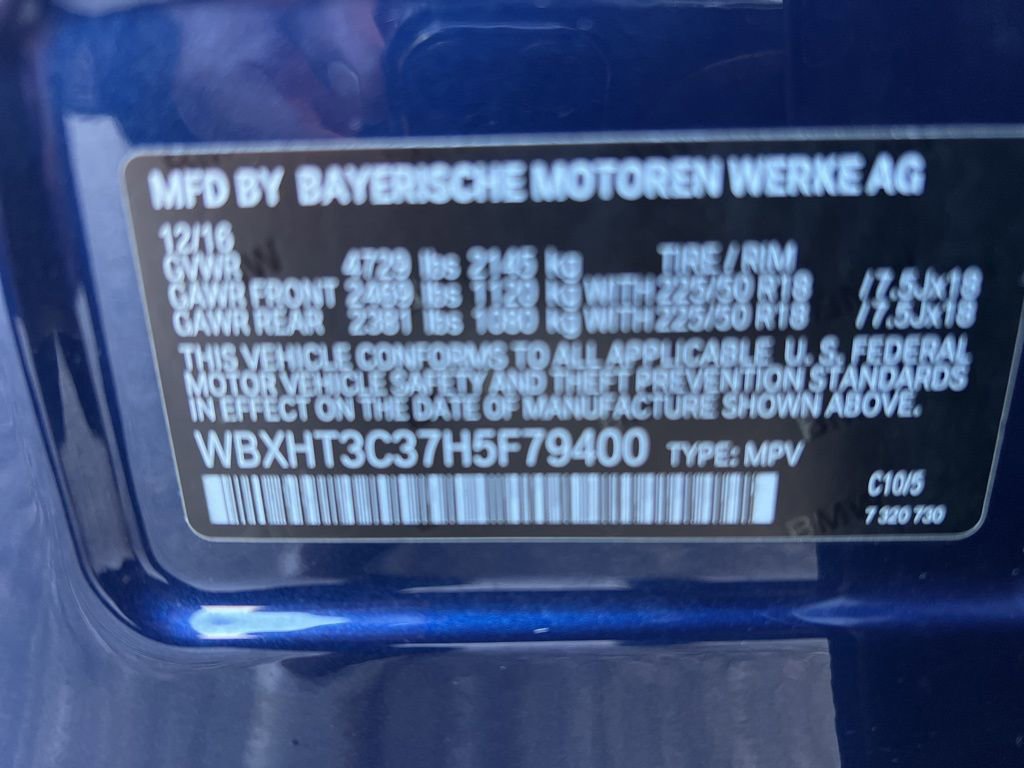 MFD BY BAYERISCHE MOTOREN WERKE AG
12/16
GVWR 4729 lbs 2145 kg TIRE / RIM
GAWR FRONT 2469 lbs 1120 kg WITH 225/50 R18 /7.5Jx18
GAWR REAR 2381 lbs 1080 kg WITH 225/50 R18 /7.5Jx18
THIS VEHICLE CONFORMS TO ALL APPLICABLE U. S. FEDERAL
MOTOR VEHICLE SAFETY AND THEFT PREVENTION STANDARDS
IN EFFECT ON THE DATE OF MANUFACTURE SHOWN ABOVE.
WBXHT3C37H5F79400 TYPE: MPV
C10/5
BMW
7 320 730